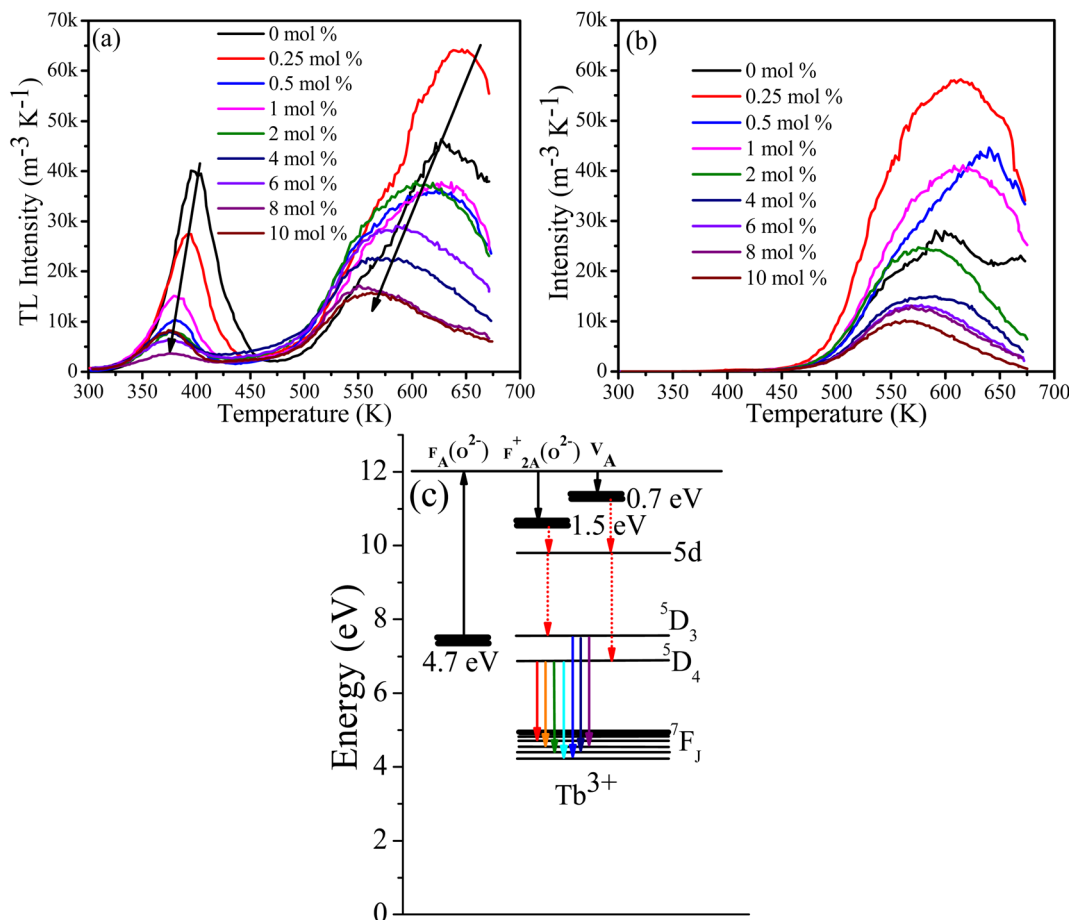 (a)
TL Intensity (m⁻³ K⁻¹)
70k
60k
50k
40k
30k
20k
10k
0
0 mol %
0.25 mol %
0.5 mol %
1 mol %
2 mol %
4 mol %
6 mol %
8 mol %
10 mol %
300 350 400 450 500 550 600 650 700
Temperature (K)
(b)
Intensity (m⁻³ K⁻¹)
70k
60k
50k
40k
30k
20k
10k
0
0 mol %
0.25 mol %
0.5 mol %
1 mol %
2 mol %
4 mol %
6 mol %
8 mol %
10 mol %
300 350 400 450 500 550 600 650 700
Temperature (K)
(c)
Energy (eV)
12
10
8
6
4
2
0
F_A(O²⁻) F⁺_2A(O²⁻) V_A
0.7 eV
1.5 eV
5d
⁵D₃
4.7 eV
⁵D₄
⁷F_J
Tb³⁺